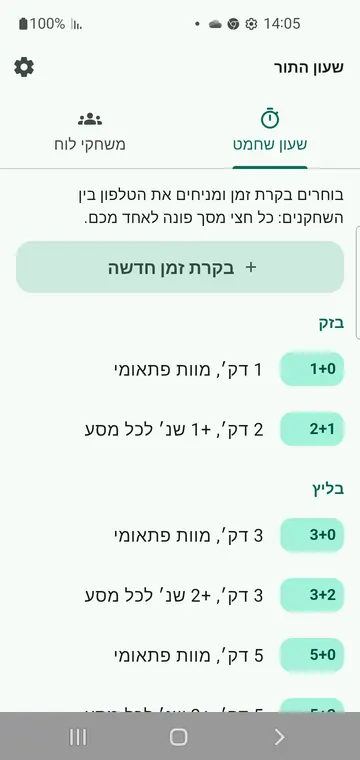 100%
14:05
שעון התור
שעון שחמט
משחקי לוח
בוחרים בקרת זמן ומניחים את הטלפון בין
השחקנים: כל חצי מסך פונה לאחד מכם.
+ בקרת זמן חדשה
בזק
1+0
1 דק׳, מוות פתאומי
2+1
2 דק׳, +1 שנ׳ לכל מסע
בליץ
3+0
3 דק׳, מוות פתאומי
3+2
3 דק׳, +2 שנ׳ לכל מסע
5+0
5 דק׳, מוות פתאומי